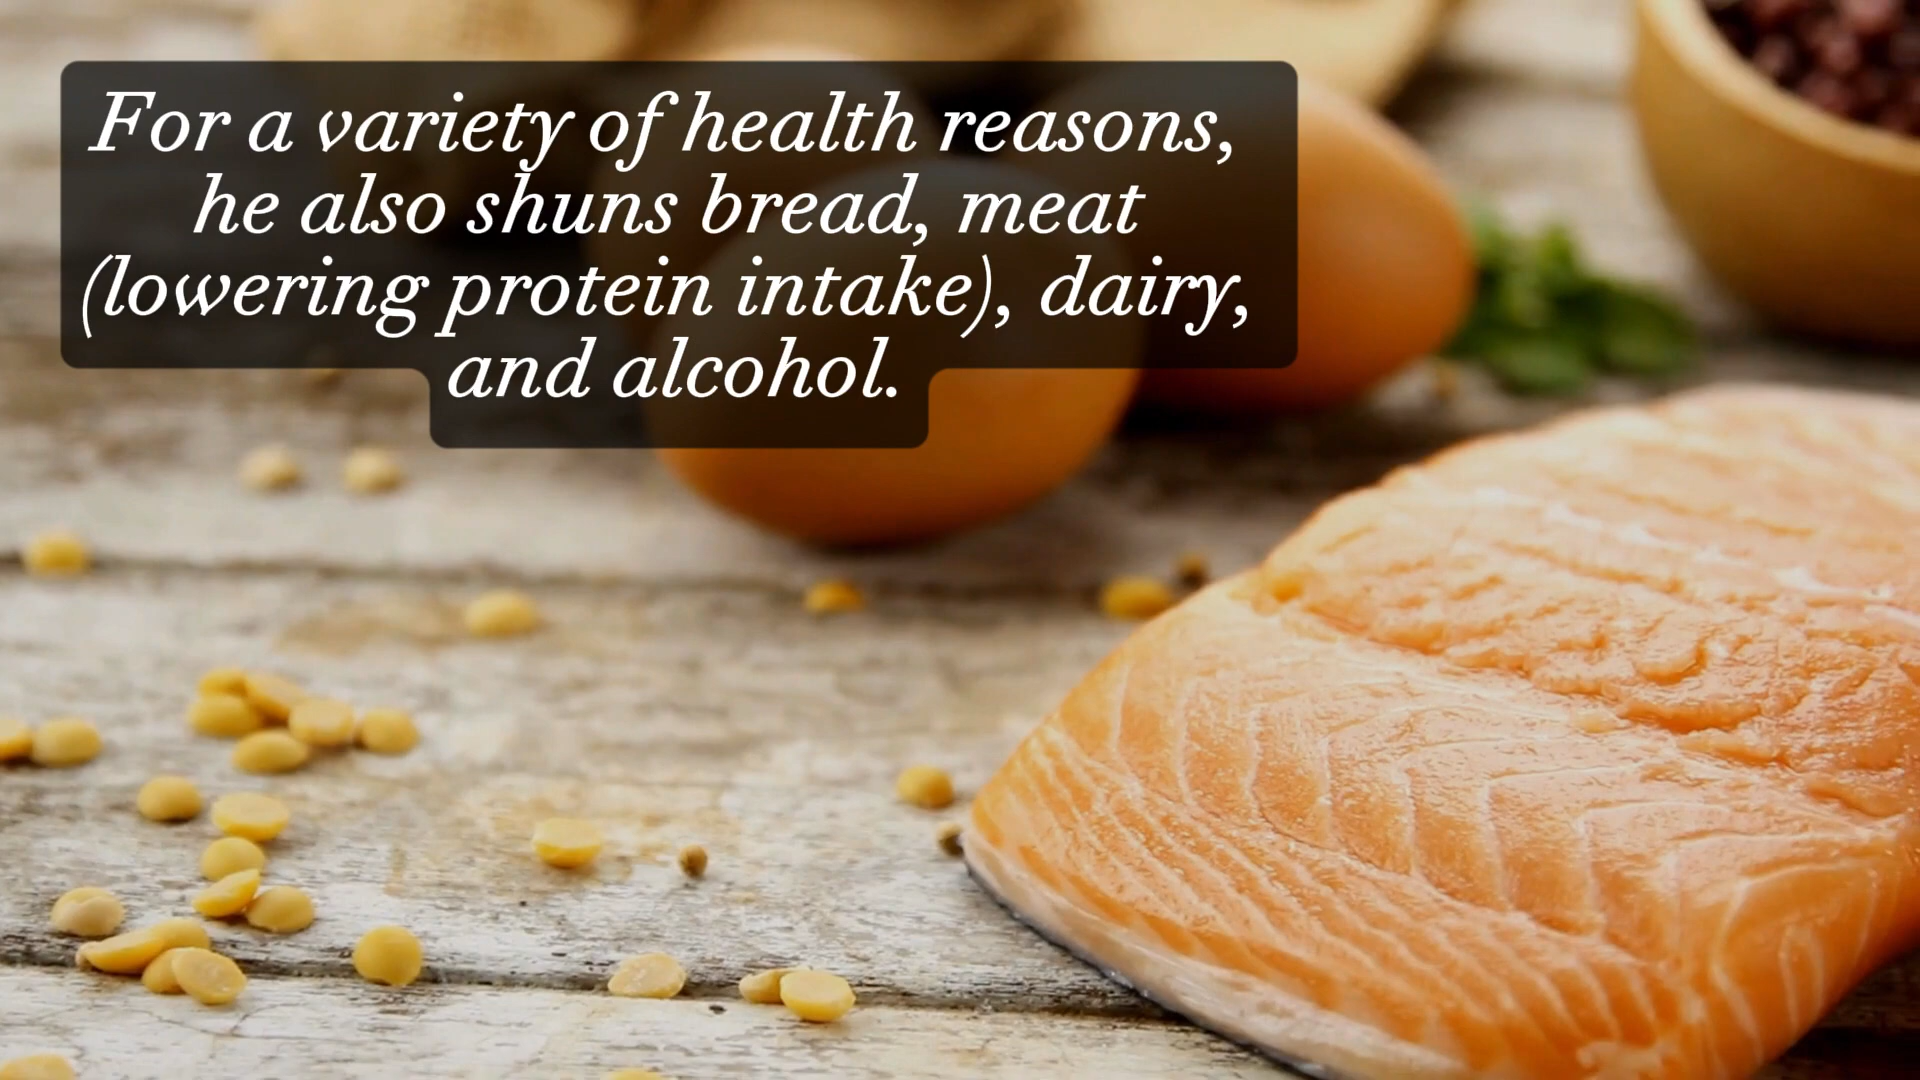 For a variety of health reasons,
he also shuns bread, meat
(lowering protein intake), dairy,
and alcohol.